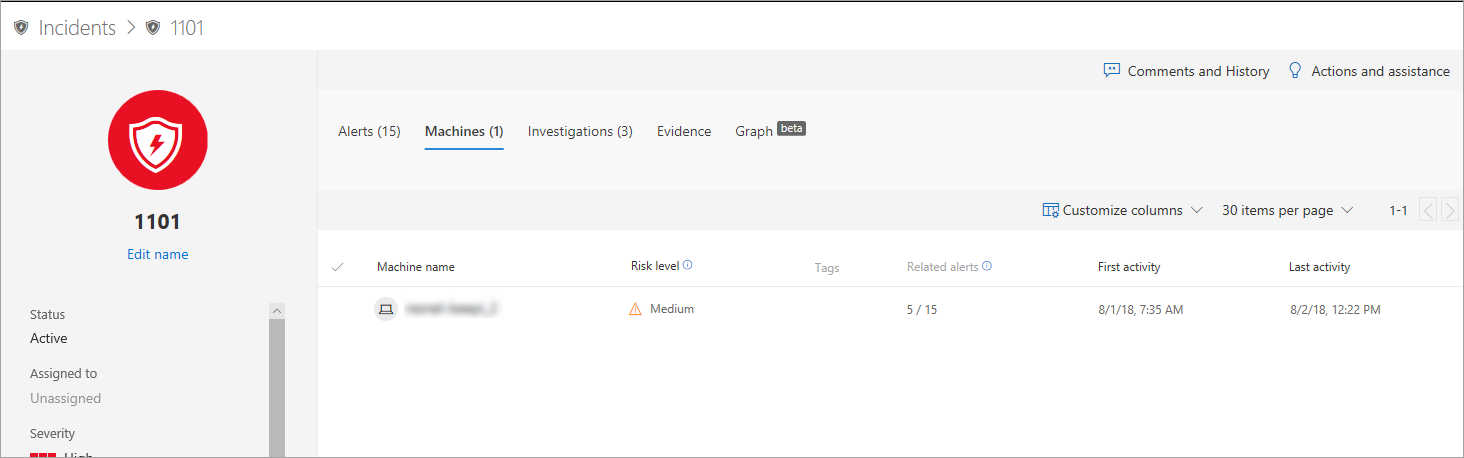 Incidents > 1101
Comments and History Actions and assistance
Alerts (15) Machines (1) Investigations (3) Evidence Graph beta
1101
Edit name
Customize columns 30 items per page 1-1
Machine name Risk level Tags Related alerts First activity Last activity
Medium 5 / 15 8/1/18, 7:35 AM 8/2/18, 12:22 PM
Status
Active
Assigned to
Unassigned
Severity
High